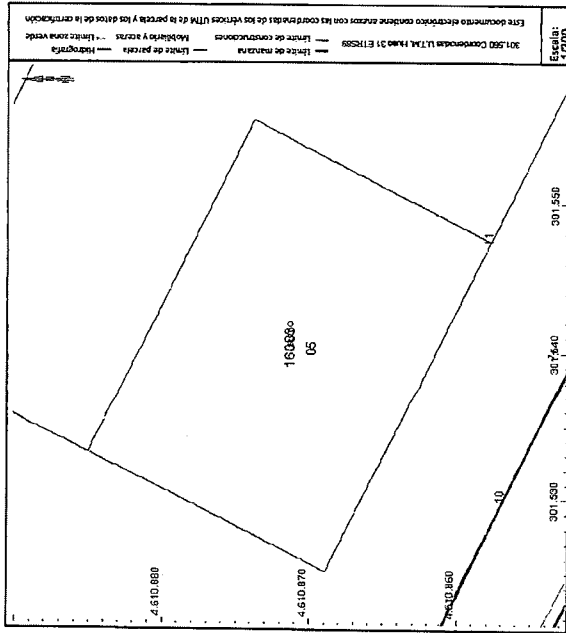 4.610.880
4.610.870
4.610.860
05
11
10
301.530
301.540
301.550
301.560 Coordenadas U.T.M. Huso 31 ETRS89
Límite de manzana
Límite de parcela
Límite de construcciones
Mobiliario y aceras
Límite zona verde
Hidrografía
Este documento electrónico contiene anexos con las coordenadas de los vértices UTM de la parcela y los datos de la certificación
Escala: